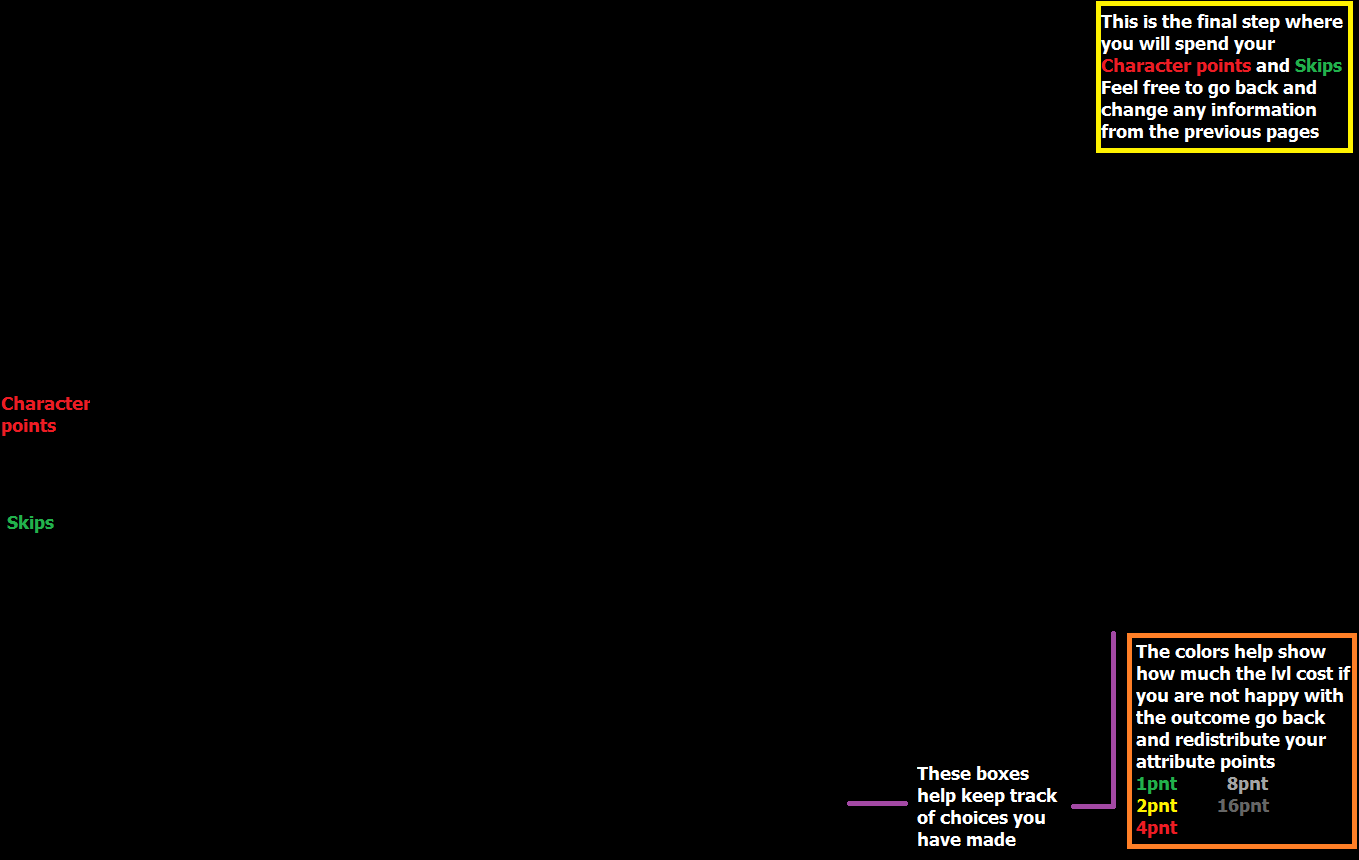 This is the final step where
you will spend your
Character points and Skips
Feel free to go back and
change any information
from the previous pages
Character
points
Skips
The colors help show
how much the lvl cost if
you are not happy with
the outcome go back
and redistribute your
attribute points
1pnt 8pnt
2pnt 16pnt
4pnt
These boxes
help keep track
of choices you
have made